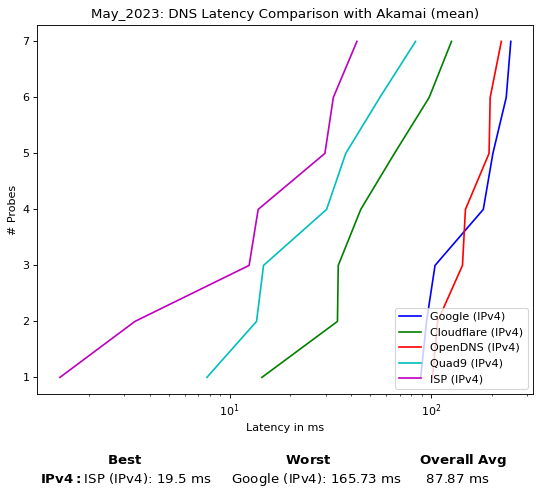 May_2023: DNS Latency Comparison with Akamai (mean)
7
6
5
4
3
2
1
# Probes
10¹
10²
Latency in ms
Google (IPv4)
Cloudflare (IPv4)
OpenDNS (IPv4)
Quad9 (IPv4)
ISP (IPv4)
Best Worst Overall Avg
IPv4: ISP (IPv4): 19.5 ms Google (IPv4): 165.73 ms 87.87 ms